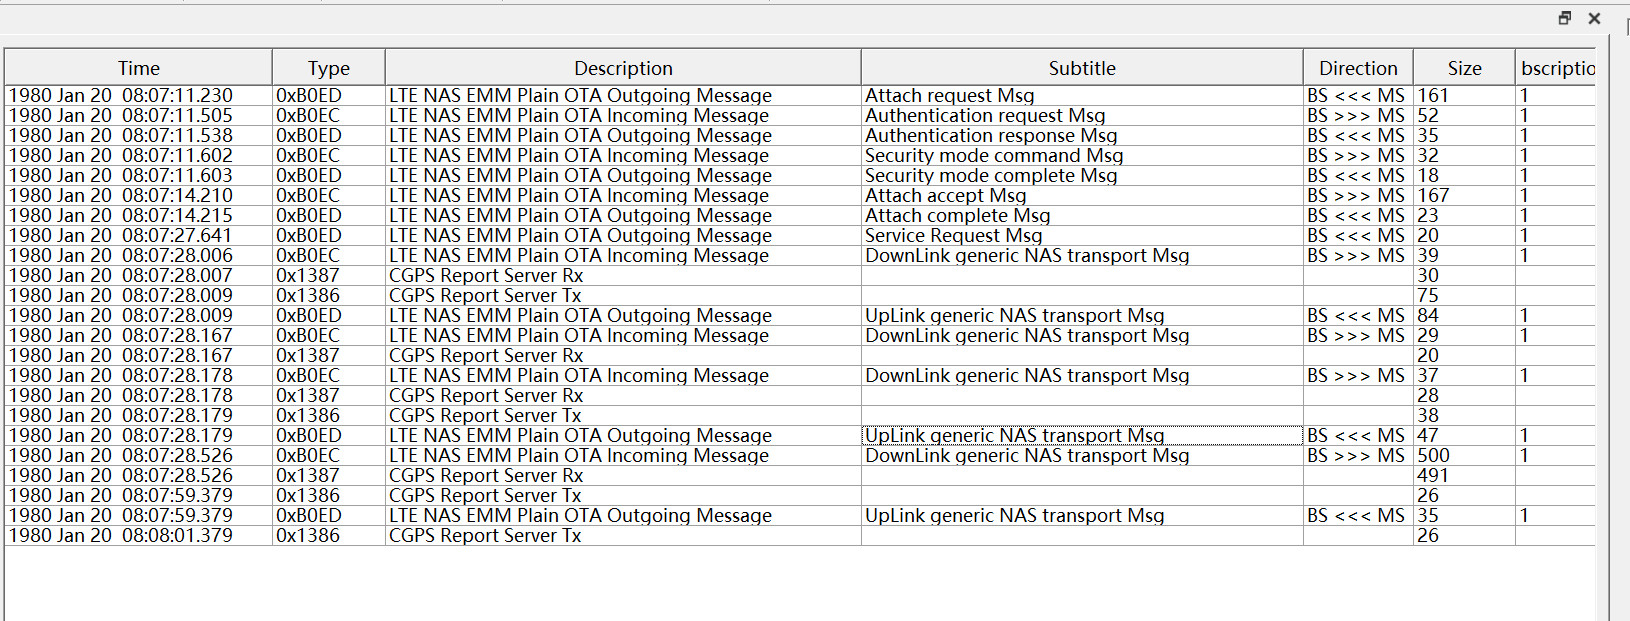 Time Type Description Subtitle Direction Size bscriptio
1980 Jan 20 08:07:11.230 0xB0ED LTE NAS EMM Plain OTA Outgoing Message Attach request Msg BS <<< MS 161 1
1980 Jan 20 08:07:11.505 0xB0EC LTE NAS EMM Plain OTA Incoming Message Authentication request Msg BS >>> MS 52 1
1980 Jan 20 08:07:11.538 0xB0ED LTE NAS EMM Plain OTA Outgoing Message Authentication response Msg BS <<< MS 35 1
1980 Jan 20 08:07:11.602 0xB0EC LTE NAS EMM Plain OTA Incoming Message Security mode command Msg BS >>> MS 32 1
1980 Jan 20 08:07:11.603 0xB0ED LTE NAS EMM Plain OTA Outgoing Message Security mode complete Msg BS <<< MS 18 1
1980 Jan 20 08:07:14.210 0xB0EC LTE NAS EMM Plain OTA Incoming Message Attach accept Msg BS >>> MS 167 1
1980 Jan 20 08:07:14.215 0xB0ED LTE NAS EMM Plain OTA Outgoing Message Attach complete Msg BS <<< MS 23 1
1980 Jan 20 08:07:27.641 0xB0ED LTE NAS EMM Plain OTA Outgoing Message Service Request Msg BS <<< MS 20 1
1980 Jan 20 08:07:28.006 0xB0EC LTE NAS EMM Plain OTA Incoming Message DownLink generic NAS transport Msg BS >>> MS 39 1
1980 Jan 20 08:07:28.007 0x1387 CGPS Report Server Rx 30
1980 Jan 20 08:07:28.009 0x1386 CGPS Report Server Tx 75
1980 Jan 20 08:07:28.009 0xB0ED LTE NAS EMM Plain OTA Outgoing Message UpLink generic NAS transport Msg BS <<< MS 84 1
1980 Jan 20 08:07:28.167 0xB0EC LTE NAS EMM Plain OTA Incoming Message DownLink generic NAS transport Msg BS >>> MS 29 1
1980 Jan 20 08:07:28.167 0x1387 CGPS Report Server Rx 20
1980 Jan 20 08:07:28.178 0xB0EC LTE NAS EMM Plain OTA Incoming Message DownLink generic NAS transport Msg BS >>> MS 37 1
1980 Jan 20 08:07:28.178 0x1387 CGPS Report Server Rx 28
1980 Jan 20 08:07:28.179 0x1386 CGPS Report Server Tx 38
1980 Jan 20 08:07:28.179 0xB0ED LTE NAS EMM Plain OTA Outgoing Message UpLink generic NAS transport Msg BS <<< MS 47 1
1980 Jan 20 08:07:28.526 0xB0EC LTE NAS EMM Plain OTA Incoming Message DownLink generic NAS transport Msg BS >>> MS 500 1
1980 Jan 20 08:07:28.526 0x1387 CGPS Report Server Rx 491
1980 Jan 20 08:07:59.379 0x1386 CGPS Report Server Tx 26
1980 Jan 20 08:07:59.379 0xB0ED LTE NAS EMM Plain OTA Outgoing Message UpLink generic NAS transport Msg BS <<< MS 35 1
1980 Jan 20 08:08:01.379 0x1386 CGPS Report Server Tx 26